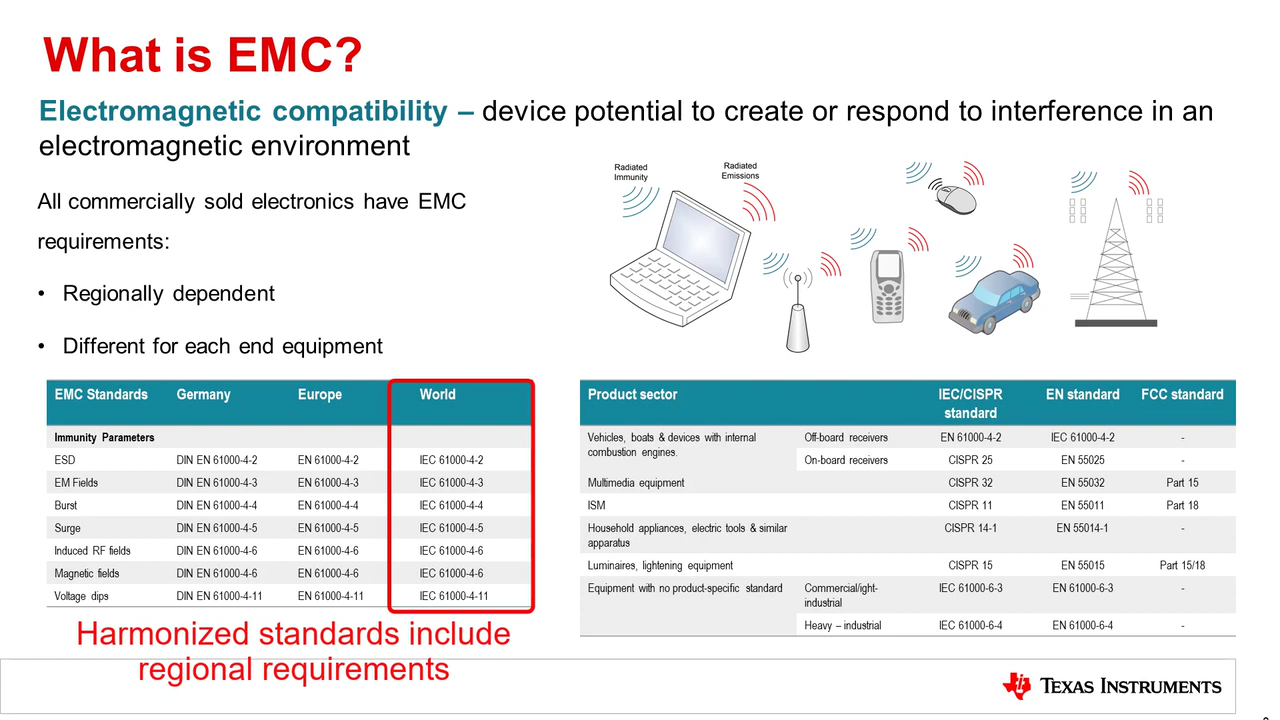 What is EMC?
Electromagnetic compatibility – device potential to create or respond to interference in an
electromagnetic environment
All commercially sold electronics have EMC
requirements:
• Regionally dependent
• Different for each end equipment
Radiated
Immunity
Radiated
Emissions
EMC Standards Germany Europe World
Immunity Parameters
ESD DIN EN 61000-4-2 EN 61000-4-2 IEC 61000-4-2
EM Fields DIN EN 61000-4-3 EN 61000-4-3 IEC 61000-4-3
Burst DIN EN 61000-4-4 EN 61000-4-4 IEC 61000-4-4
Surge DIN EN 61000-4-5 EN 61000-4-5 IEC 61000-4-5
Induced RF fields DIN EN 61000-4-6 EN 61000-4-6 IEC 61000-4-6
Magnetic fields DIN EN 61000-4-6 EN 61000-4-6 IEC 61000-4-6
Voltage dips DIN EN 61000-4-11 EN 61000-4-11 IEC 61000-4-11
Harmonized standards include
regional requirements
Product sector IEC/CISPR EN standard FCC standard
standard
Vehicles, boats & devices with internal Off-board receivers EN 61000-4-2 IEC 61000-4-2 -
combustion engines.
On-board receivers CISPR 25 EN 55025 -
Multimedia equipment CISPR 32 EN 55032 Part 15
ISM CISPR 11 EN 55011 Part 18
Household appliances, electric tools & similar CISPR 14-1 EN 55014-1 -
apparatus
Luminaires, lightening equipment CISPR 15 EN 55015 Part 15/18
Equipment with no product-specific standard Commercial/ight- IEC 61000-6-3 EN 61000-6-3 -
industrial
Heavy – industrial IEC 61000-6-4 EN 61000-6-4 -
TEXAS INSTRUMENTS